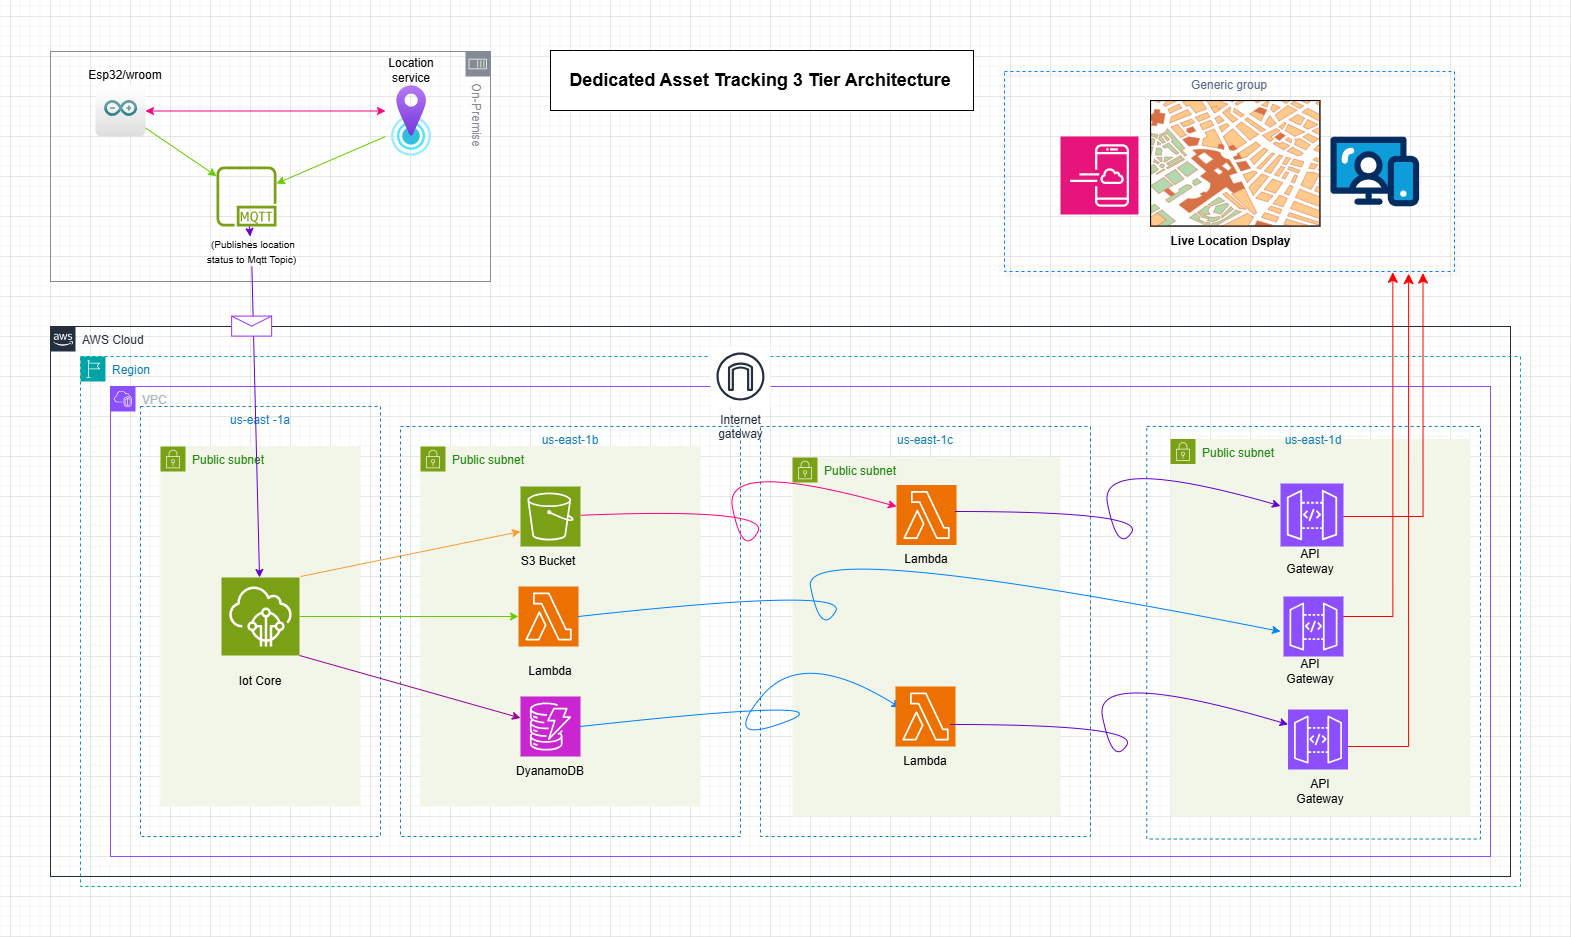 Dedicated Asset Tracking 3 Tier Architecture
Esp32/wroom
Location
service
On-Premise
MQTT
(Publishes location
status to Mqtt Topic)
Generic group
Live Location Dsplay
aws
AWS Cloud
Region
VPC
Internet
gateway
us-east -1a
Public subnet
Iot Core
us-east-1b
Public subnet
S3 Bucket
Lambda
DyanamoDB
us-east-1c
Public subnet
Lambda
Lambda
us-east-1d
Public subnet
</>
API
Gateway
</>
API
Gateway
</>
API
Gateway